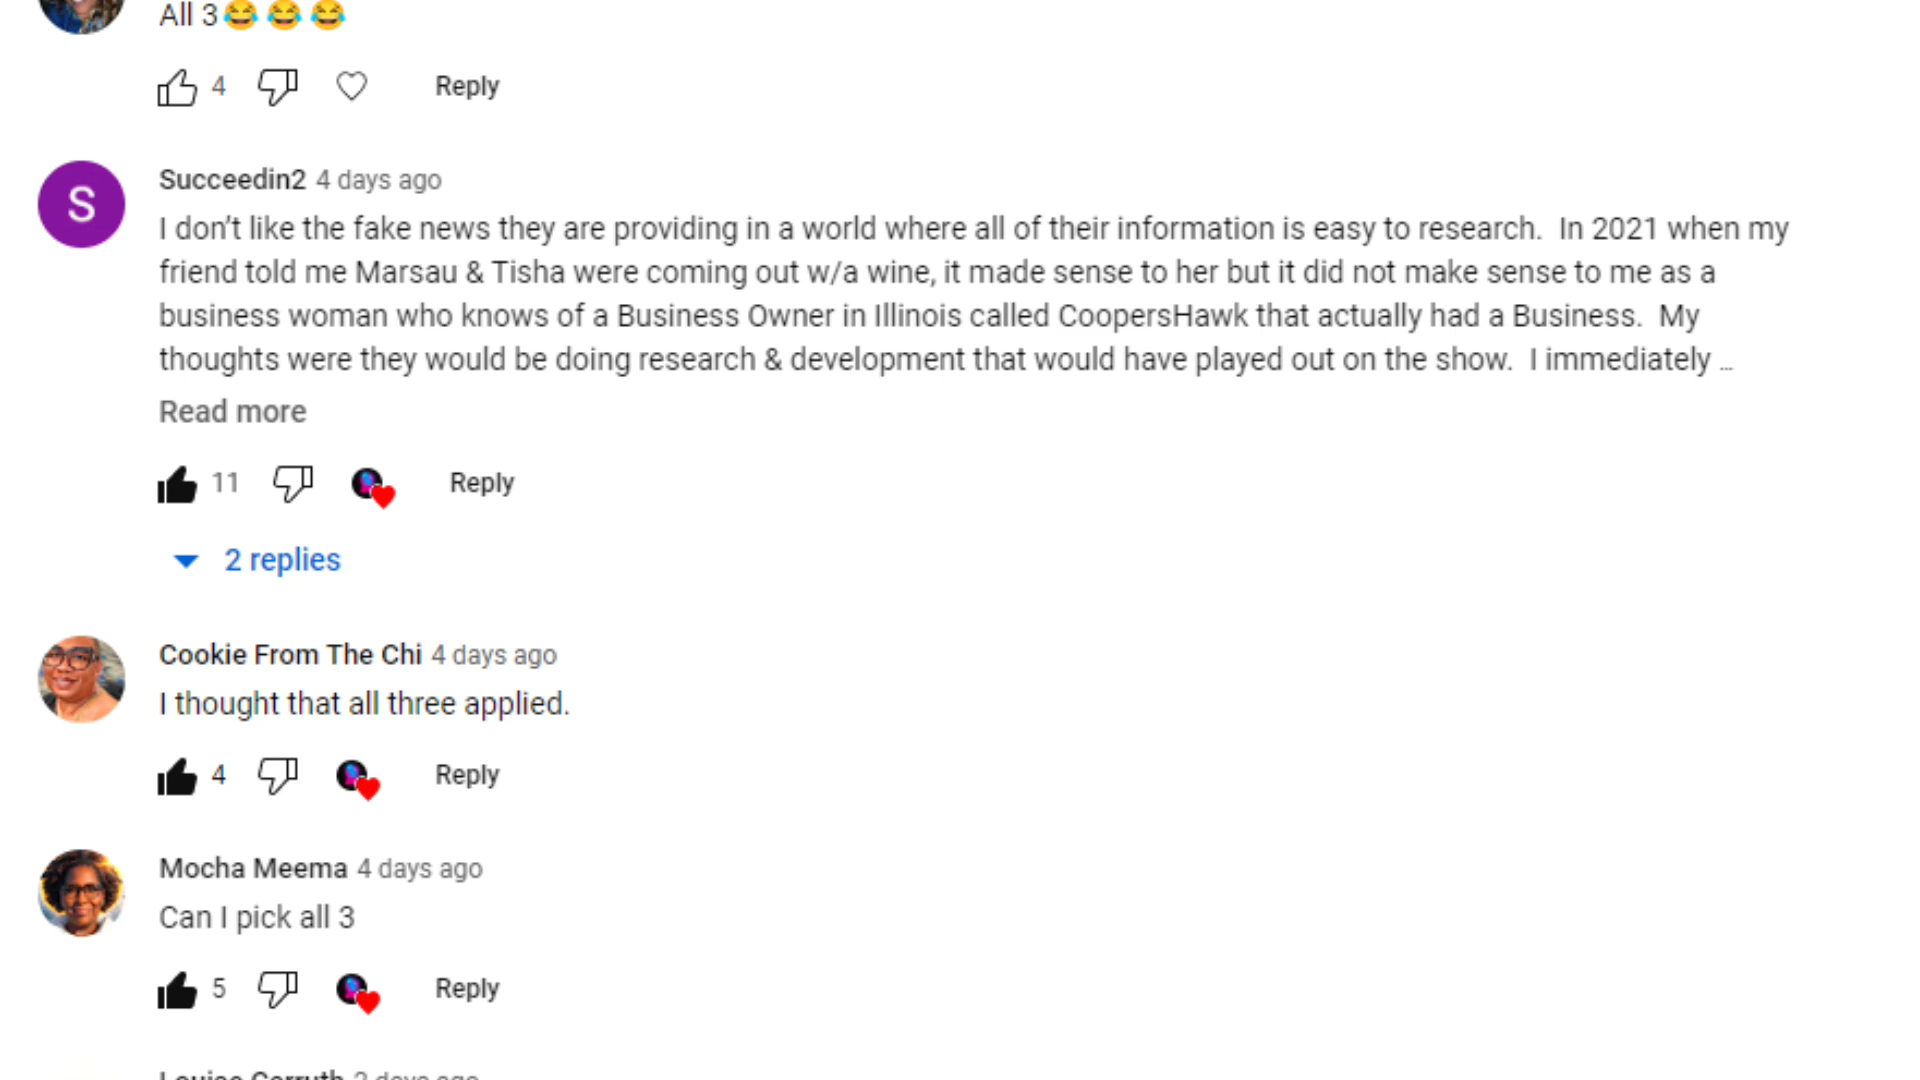 All 3😂😂😂
4 Reply
S
Succeedin2 4 days ago
I don't like the fake news they are providing in a world where all of their information is easy to research.  In 2021 when my
friend told me Marsau & Tisha were coming out w/a wine, it made sense to her but it did not make sense to me as a
business woman who knows of a Business Owner in Illinois called CoopersHawk that actually had a Business.  My
thoughts were they would be doing research & development that would have played out on the show.  I immediately ...
Read more
11 Reply
2 replies
Cookie From The Chi 4 days ago
I thought that all three applied.
4 Reply
Mocha Meema 4 days ago
Can I pick all 3
5 Reply
days ago